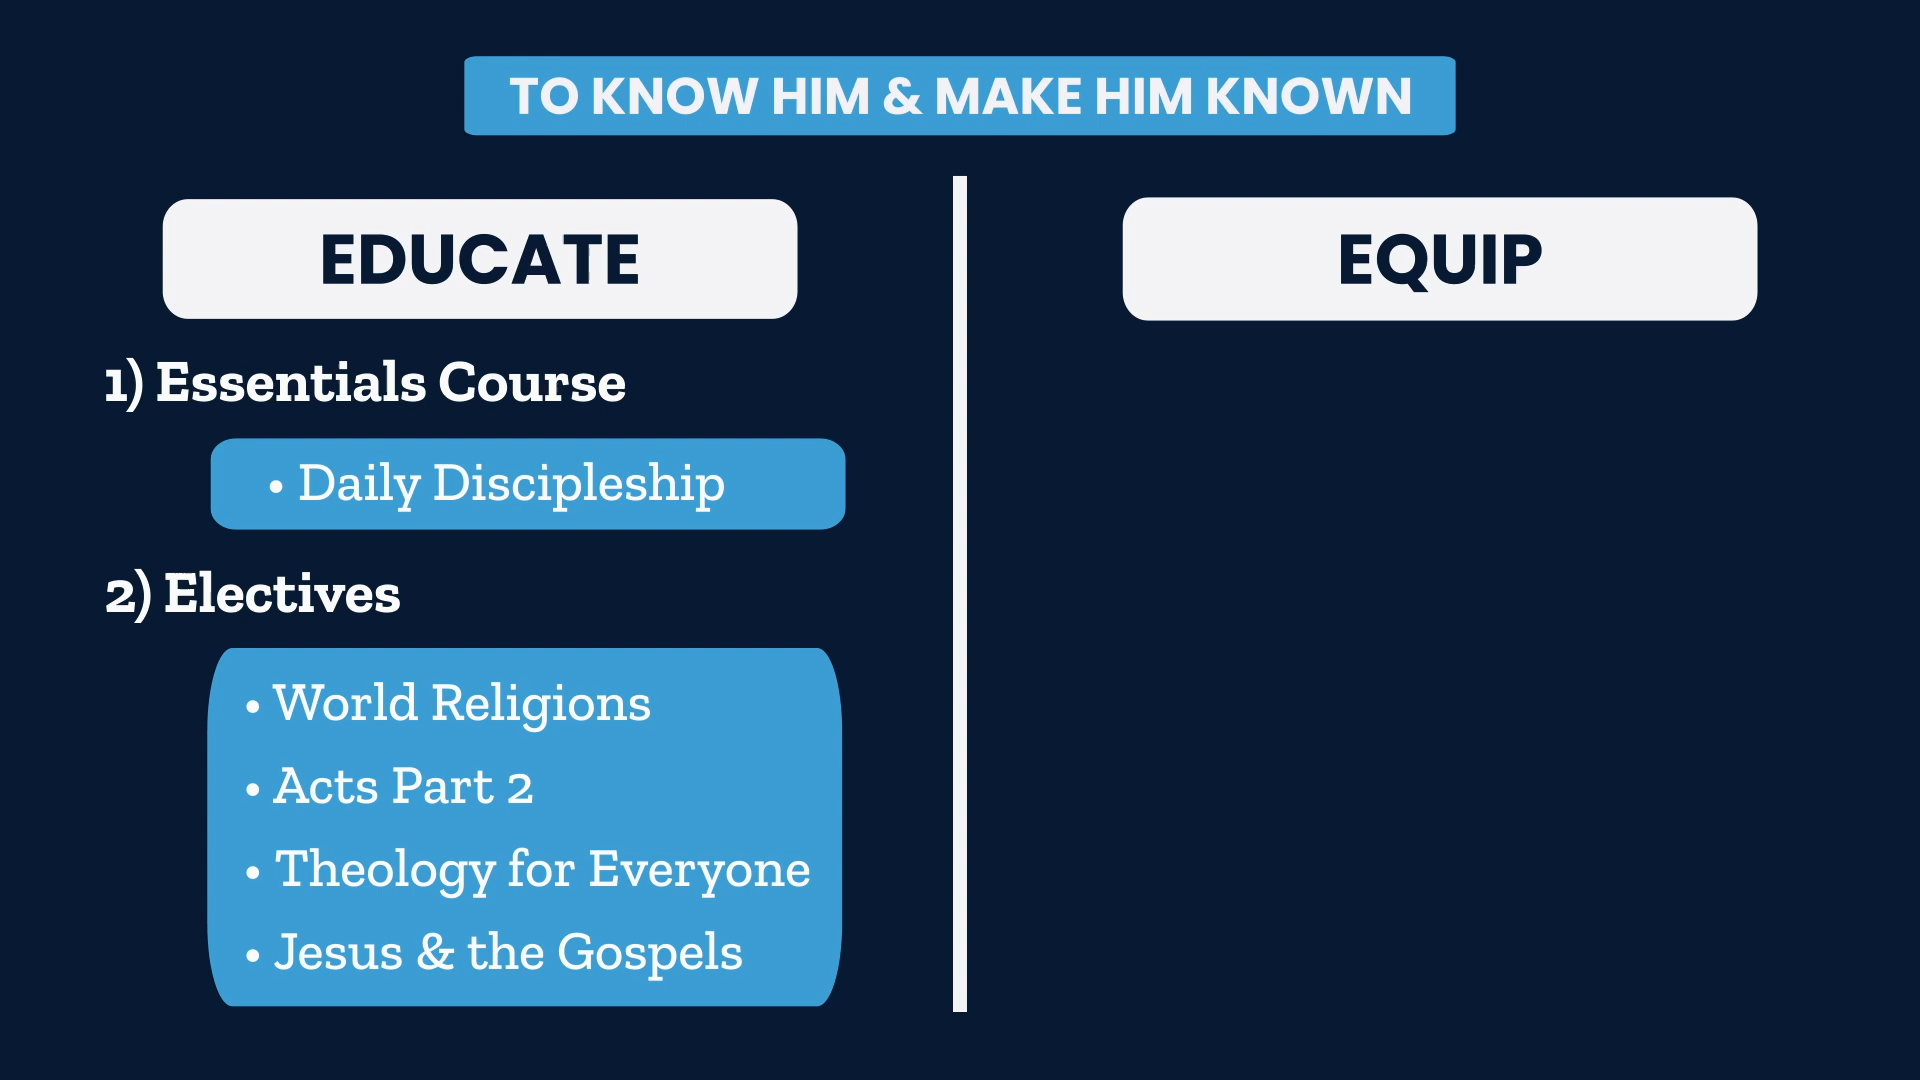 TO KNOW HIM & MAKE HIM KNOWN
EDUCATE
1) Essentials Course
• Daily Discipleship
2) Electives
• World Religions
• Acts Part 2
• Theology for Everyone
• Jesus & the Gospels
EQUIP